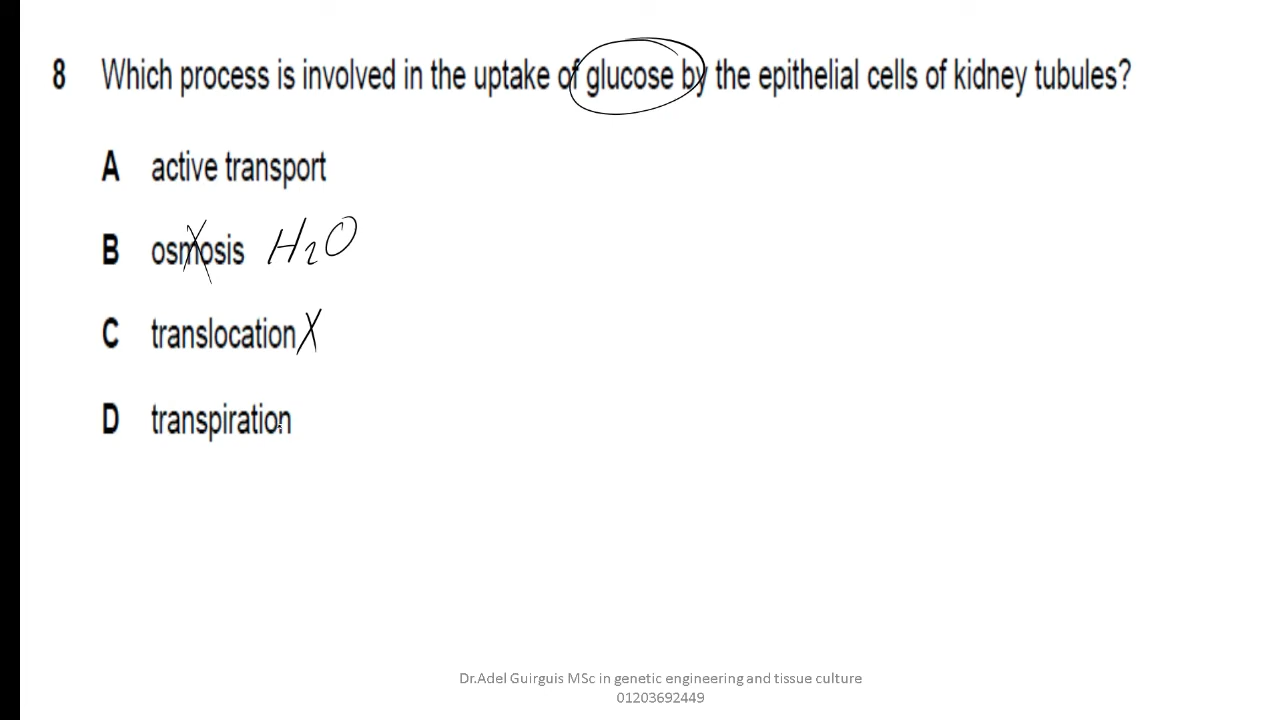 8 Which process is involved in the uptake of glucose by the epithelial cells of kidney tubules?
A active transport
B osmosis H2O
C translocation X
D transpiration
Dr.Adel Guirguis MSc in genetic engineering and tissue culture
01203692449